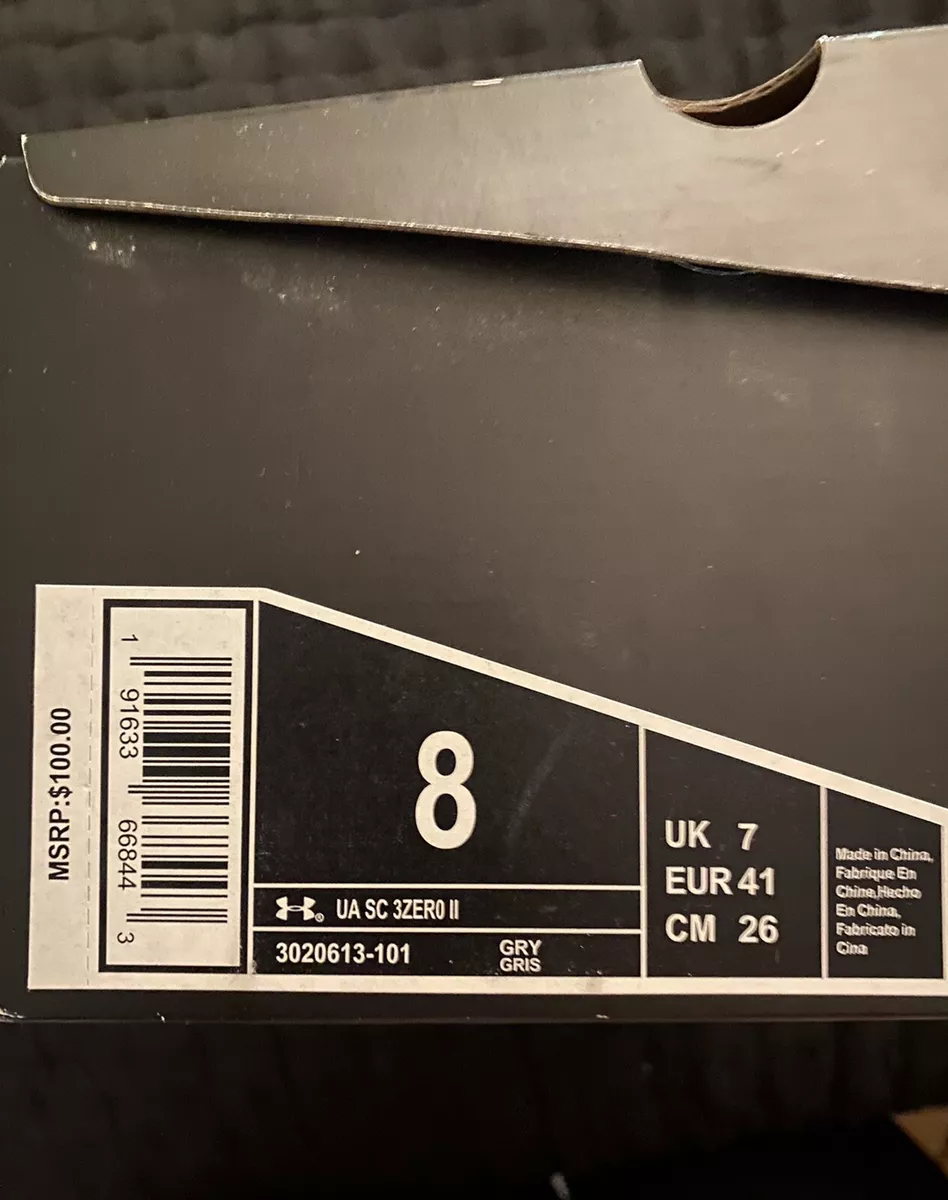 MSRP:$100.00
1 91633 66844 3
8
® UA SC 3ZER0 II
3020613-101
GRY
GRIS
UK 7
EUR 41
CM 26
Made in China,
Fabrique En
Chine,Hecho
En China,
Fabricato in
Cina